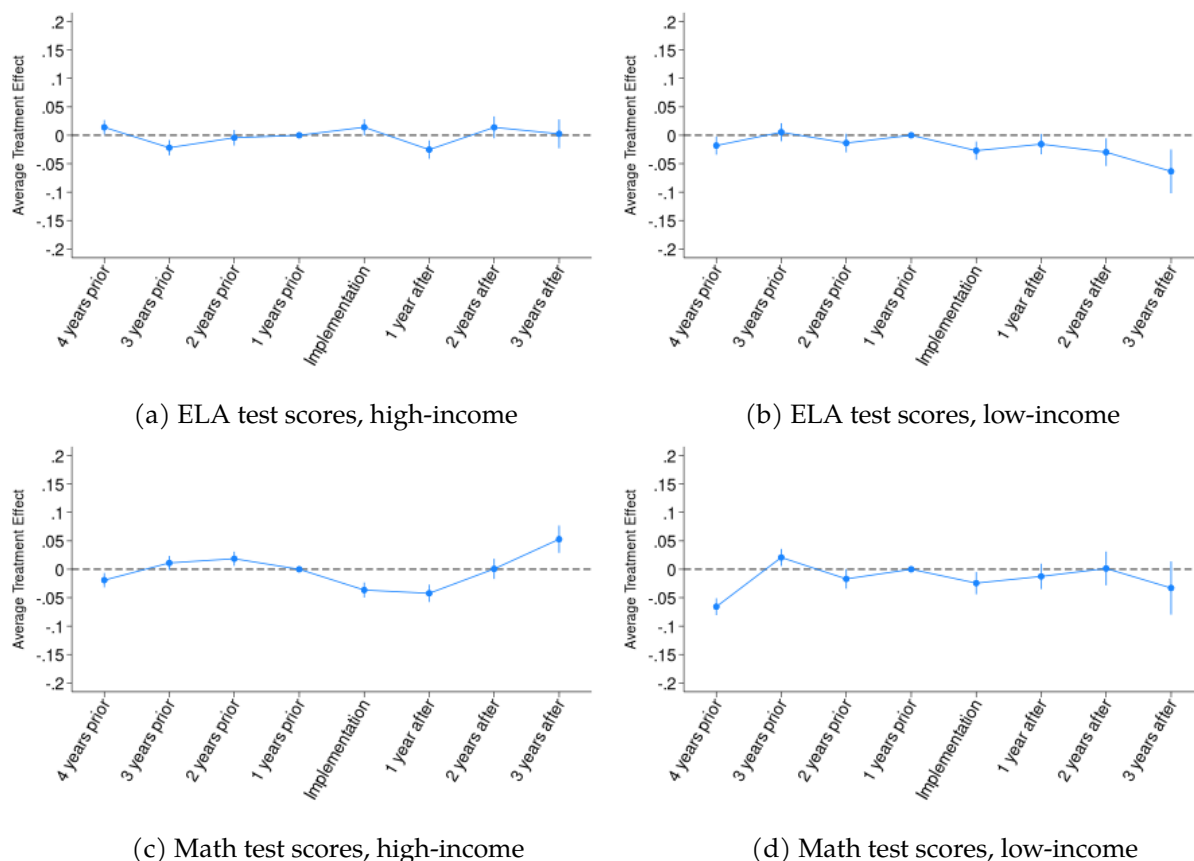 Average Treatment Effect
.2
.15
.1
.05
0
-.05
-.1
-.15
-.2
4 years prior
3 years prior
2 years prior
1 years prior
Implementation
1 year after
2 years after
3 years after
(a) ELA test scores, high-income
Average Treatment Effect
.2
.15
.1
.05
0
-.05
-.1
-.15
-.2
4 years prior
3 years prior
2 years prior
1 years prior
Implementation
1 year after
2 years after
3 years after
(b) ELA test scores, low-income
Average Treatment Effect
.2
.15
.1
.05
0
-.05
-.1
-.15
-.2
4 years prior
3 years prior
2 years prior
1 years prior
Implementation
1 year after
2 years after
3 years after
(c) Math test scores, high-income
Average Treatment Effect
.2
.15
.1
.05
0
-.05
-.1
-.15
-.2
4 years prior
3 years prior
2 years prior
1 years prior
Implementation
1 year after
2 years after
3 years after
(d) Math test scores, low-income